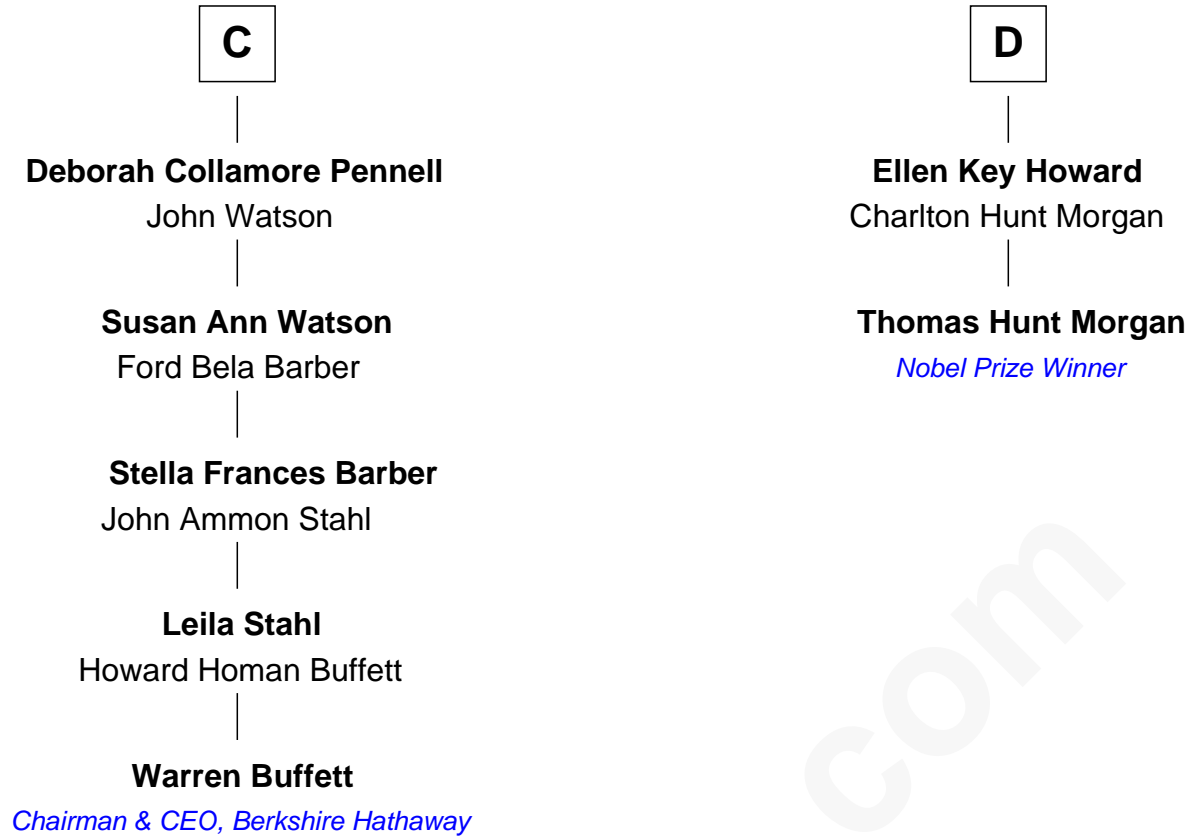 C
Deborah Collamore Pennell
John Watson
Susan Ann Watson
Ford Bela Barber
Stella Frances Barber
John Ammon Stahl
Leila Stahl
Howard Homan Buffett
Warren Buffett
Chairman & CEO, Berkshire Hathaway
D
Ellen Key Howard
Charlton Hunt Morgan
Thomas Hunt Morgan
Nobel Prize Winner
com